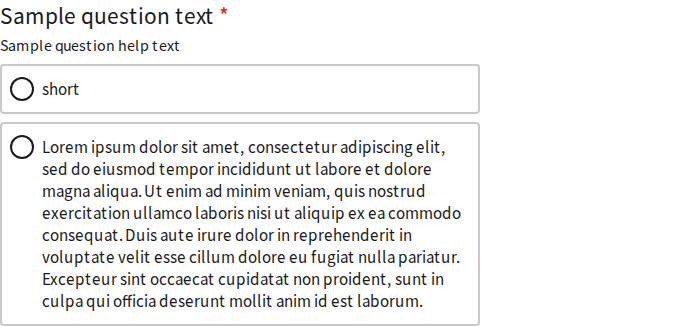 Sample question text *
Sample question help text
short
Lorem ipsum dolor sit amet, consectetur adipiscing elit,
sed do eiusmod tempor incididunt ut labore et dolore
magna aliqua. Ut enim ad minim veniam, quis nostrud
exercitation ullamco laboris nisi ut aliquip ex ea commodo
consequat. Duis aute irure dolor in reprehenderit in
voluptate velit esse cillum dolore eu fugiat nulla pariatur.
Excepteur sint occaecat cupidatat non proident, sunt in
culpa qui officia deserunt mollit anim id est laborum.